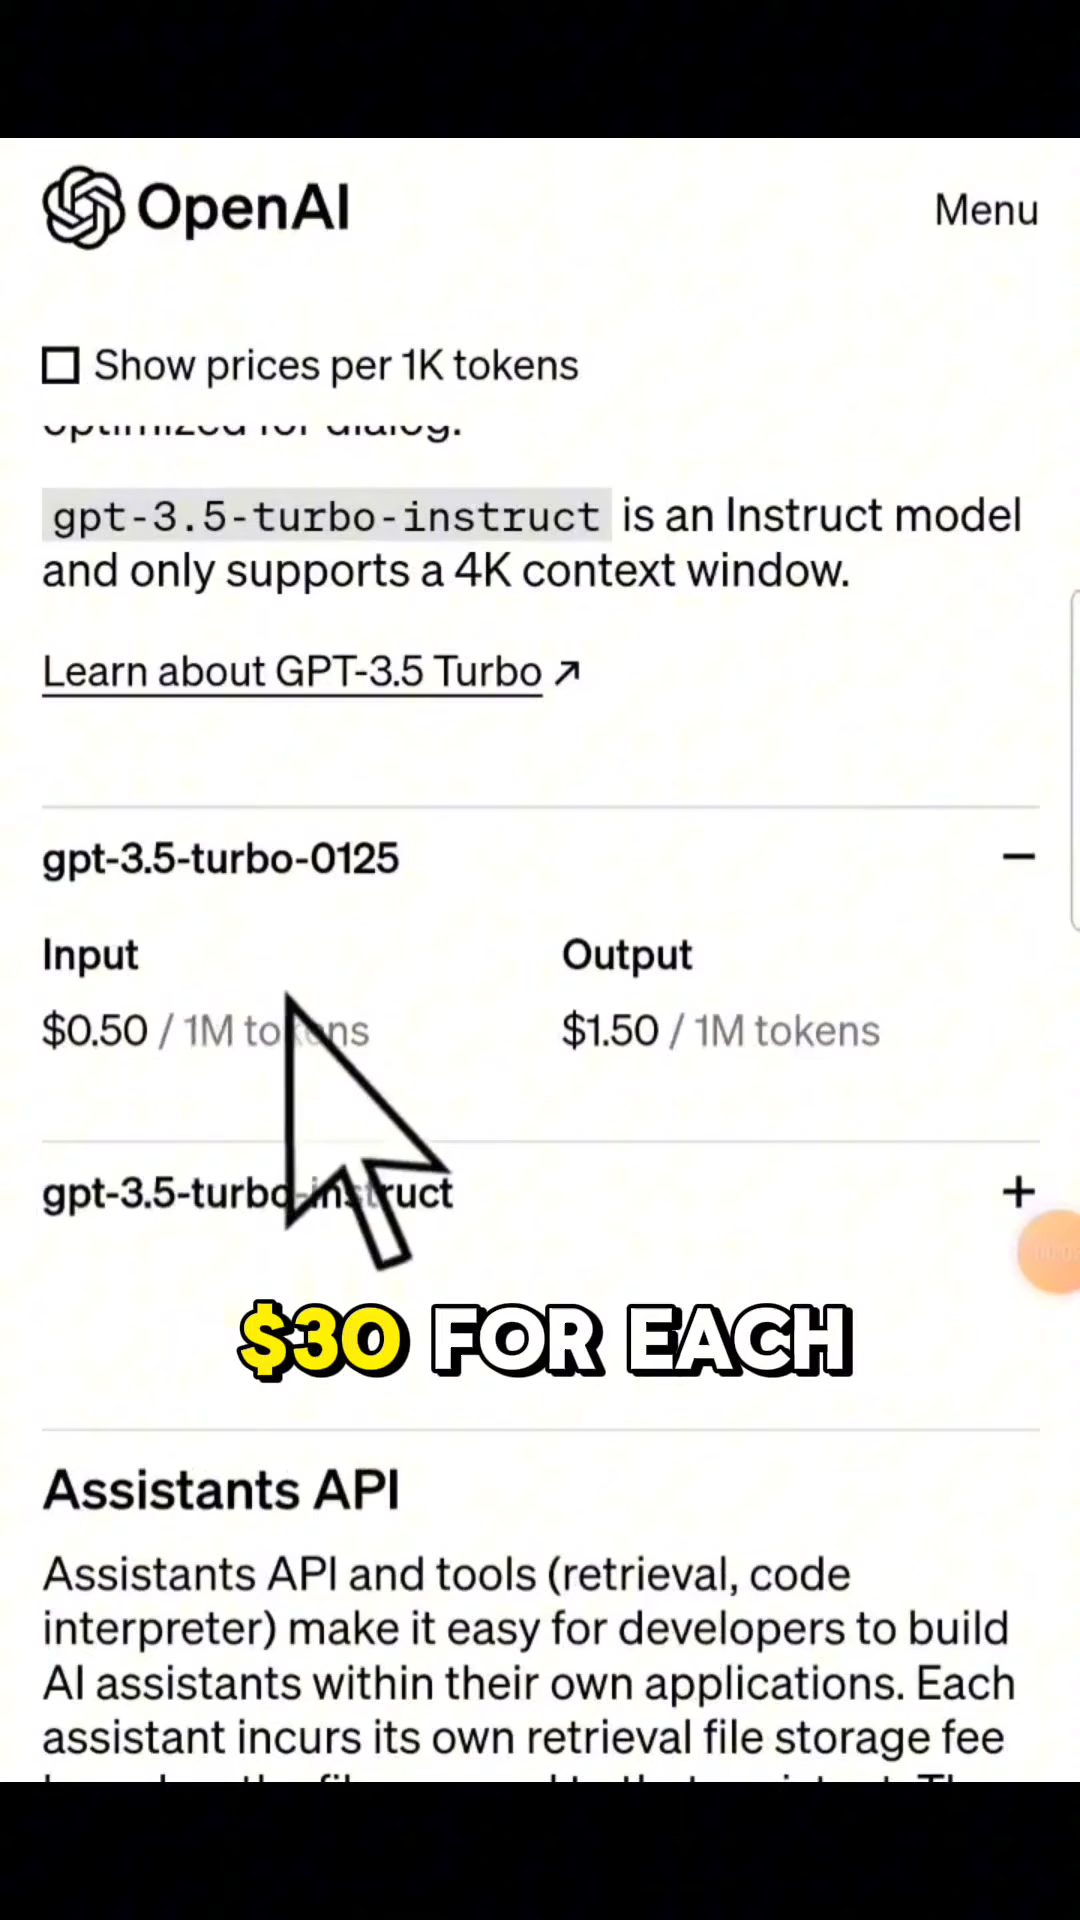 OpenAI
Menu
Show prices per 1K tokens
optimized for dialog.
gpt-3.5-turbo-instruct is an Instruct model
and only supports a 4K context window.
Learn about GPT-3.5 Turbo ↗
gpt-3.5-turbo-0125
Input
Output
$0.50 / 1M tokens
$1.50 / 1M tokens
gpt-3.5-turbo-instruct
$30 FOR EACH
Assistants API
Assistants API and tools (retrieval, code
interpreter) make it easy for developers to build
AI assistants within their own applications. Each
assistant incurs its own retrieval file storage fee